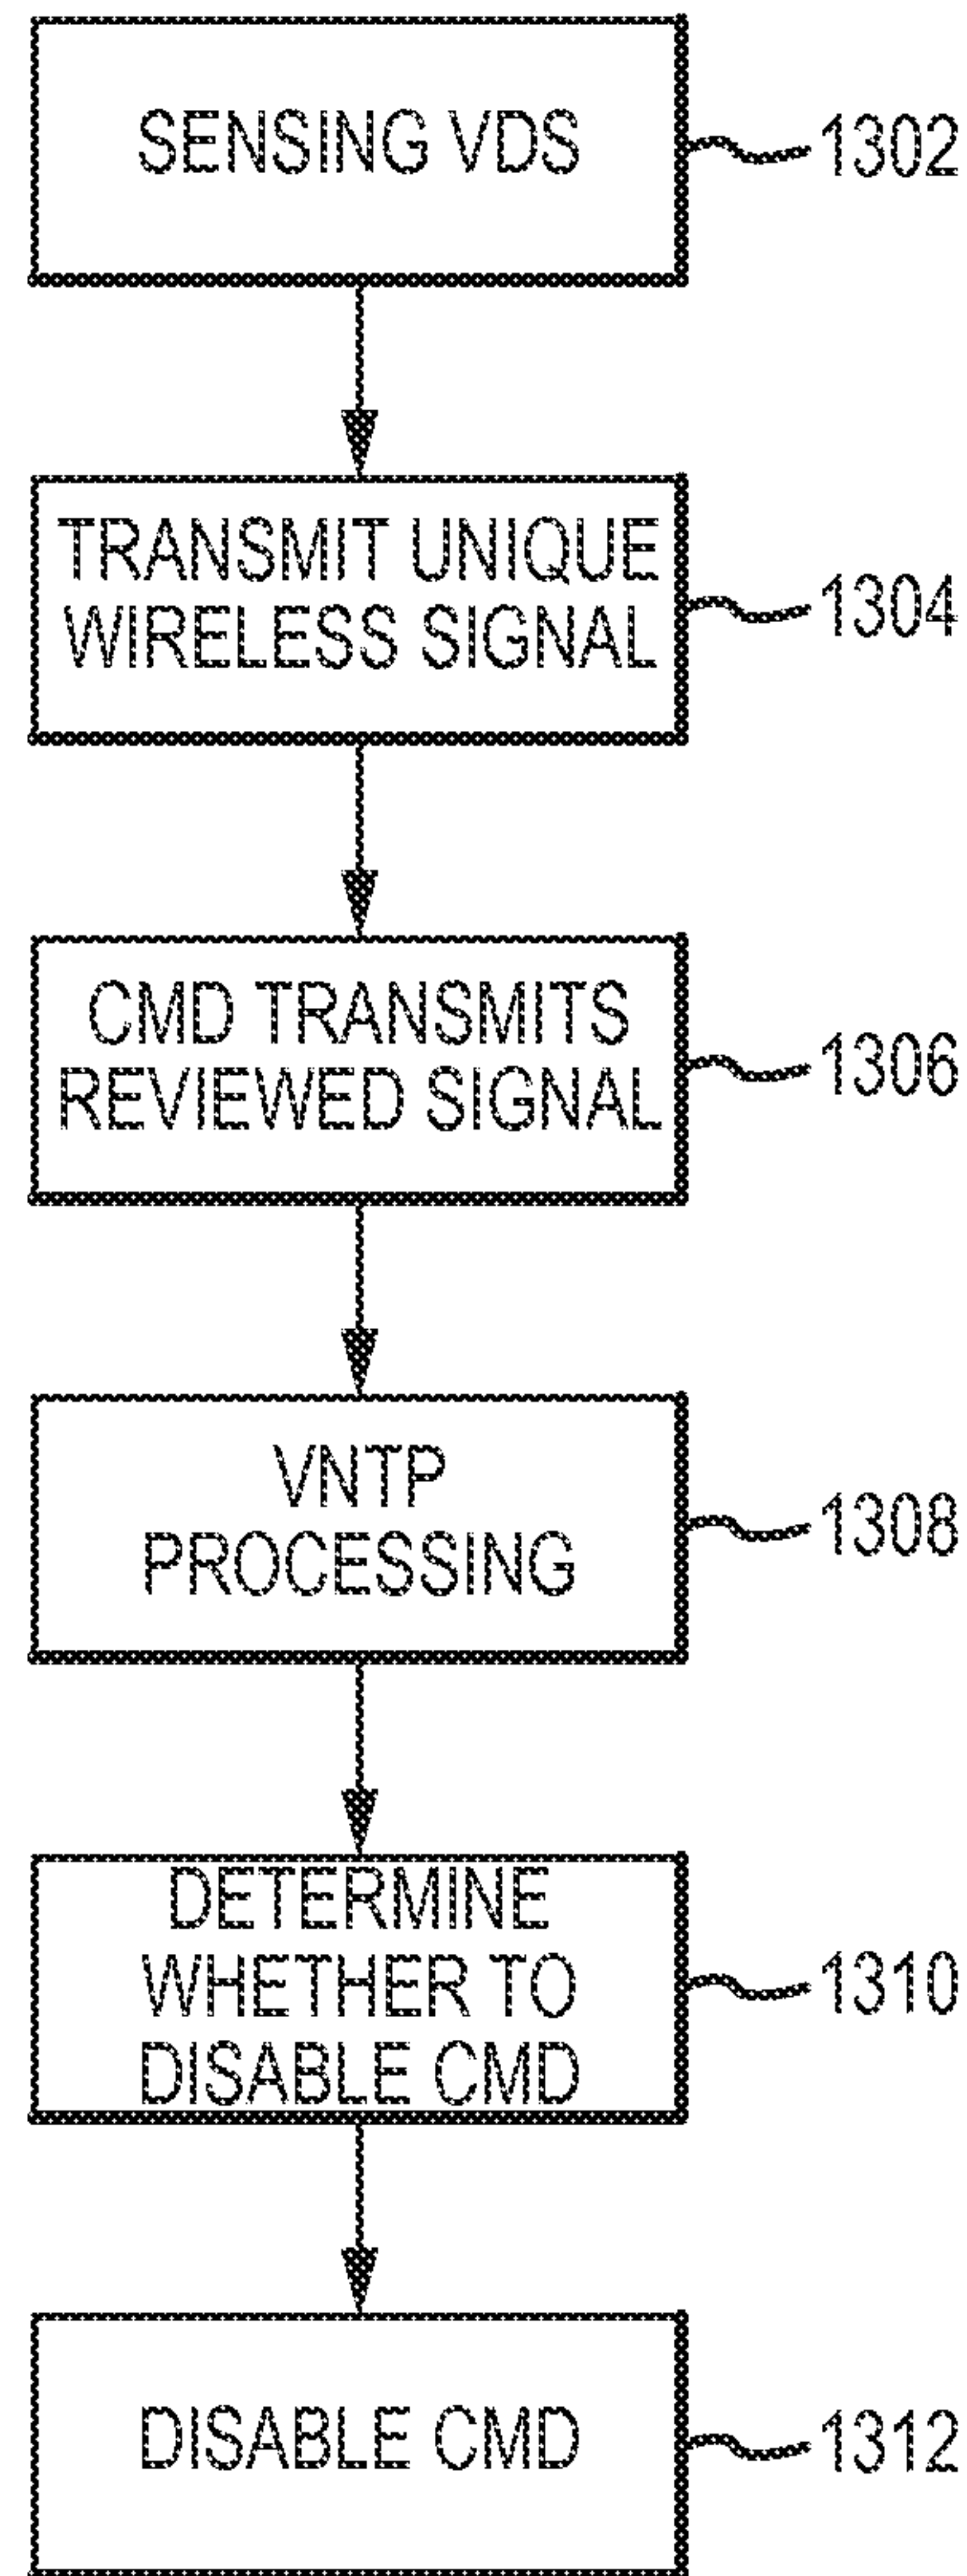 SENSING VDS
1302
TRANSMIT UNIQUE
WIRELESS SIGNAL
1304
CMD TRANSMITS
REVIEWED SIGNAL
1306
VNTP
PROCESSING
1308
DETERMINE
WHETHER TO
DISABLE CMD
1310
DISABLE CMD
1312